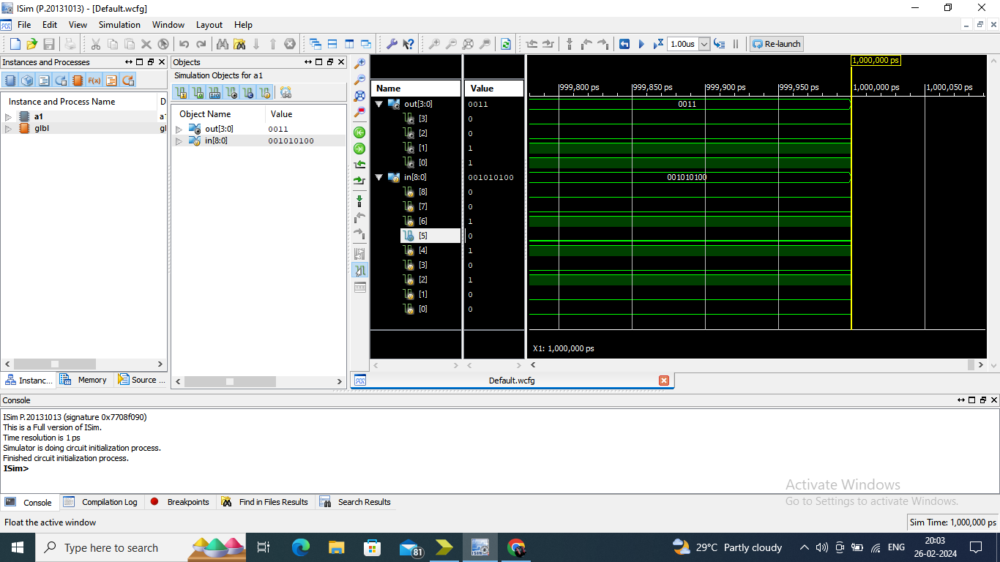 ISim (P.20131013) - [Default.wcfg]
File Edit View Simulation Window Layout Help
1.00us Re-launch
Instances and Processes
Instance and Process Name D
a1 a1
glbl gl
Instanc... Memory Source ...
Objects
Simulation Objects for a1
Object Name Value
out[3:0] 0011
in[8:0] 001010100
Name Value
out[3:0] 0011
[3] 0
[2] 0
[1] 1
[0] 1
in[8:0] 001010100
[8] 0
[7] 0
[6] 1
[5] 0
[4] 1
[3] 0
[2] 1
[1] 0
[0] 0
1,000,000 ps
999,800 ps 999,850 ps 999,900 ps 999,950 ps 1,000,000 ps 1,000,050 ps
0011
001010100
X1: 1,000,000 ps
Default.wcfg
Console
ISim P.20131013 (signature 0x7708f090)
This is a Full version of ISim.
Time resolution is 1 ps
Simulator is doing circuit initialization process.
Finished circuit initialization process.
ISim>
Activate Windows
Go to Settings to activate Windows.
Console Compilation Log Breakpoints Find in Files Results Search Results
Float the active window
Sim Time: 1,000,000 ps
Type here to search
81
ISim
29°C Partly cloudy
ENG
20:03
26-02-2024